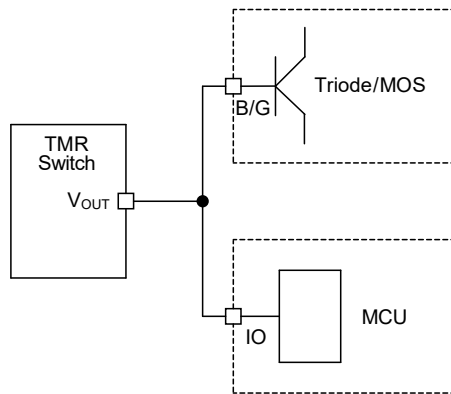 TMR
Switch
VOUT
B/G
Triode/MOS
IO
MCU